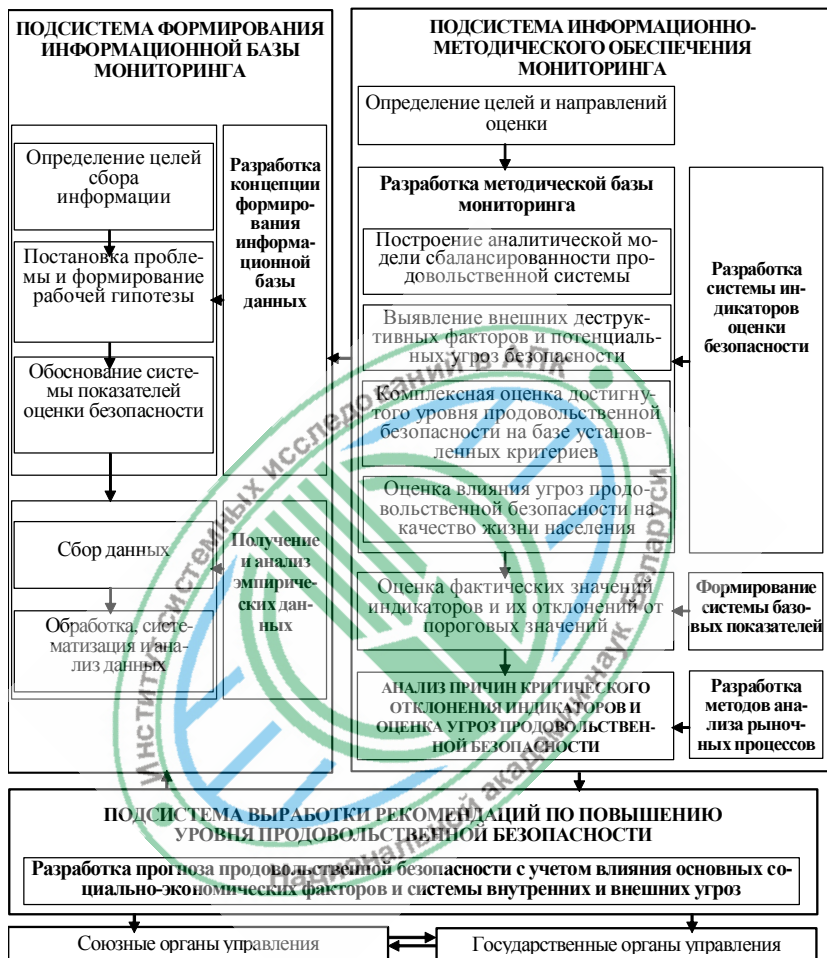 ПОДСИСТЕМА ФОРМИРОВАНИЯ
ИНФОРМАЦИОННОЙ БАЗЫ
МОНИТОРИНГА
Определение целей
сбора
информации
Постановка пробле-
мы и формирование
рабочей гипотезы
Обоснование систе-
мы показателей
оценки безопасности
Разработка
концепции
формиро-
вания
информа-
ционной
базы
данных
Сбор данных
Обработка, систе-
матизация и ана-
лиз данных
Получение
и анализ
эмпириче-
ских дан-
ных
ПОДСИСТЕМА ИНФОРМАЦИОННО-
МЕТОДИЧЕСКОГО ОБЕСПЕЧЕНИЯ
МОНИТОРИНГА
Определение целей и направлений
оценки
Разработка методической базы
мониторинга
Построение аналитической мо-
дели сбалансированности про-
довольственной системы
Выявление внешних деструк-
тивных факторов и потенциаль-
ных угроз безопасности
Комплексная оценка достигну-
того уровня продовольственной
безопасности на базе установ-
ленных критериев
Оценка влияния угроз продо-
вольственной безопасности на
качество жизни населения
Разработка
системы ин-
дикаторов
оценки
безопасности
Оценка фактических значений
индикаторов и их отклонений от
пороговых значений
Формирование
системы базо-
вых показателей
АНАЛИЗ ПРИЧИН КРИТИЧЕСКОГО
ОТКЛОНЕНИЯ ИНДИКАТОРОВ И
ОЦЕНКА УГРОЗ ПРОДОВОЛЬСТВЕН-
НОЙ БЕЗОПАСНОСТИ
Разработка
методов ана-
лиза рыноч-
ных процессов
ПОДСИСТЕМА ВЫРАБОТКИ РЕКОМЕНДАЦИЙ ПО ПОВЫШЕНИЮ
УРОВНЯ ПРОДОВОЛЬСТВЕННОЙ БЕЗОПАСНОСТИ
Разработка прогноза продовольственной безопасности с учетом влияния основных со-
циально-экономических факторов и системы внутренних и внешних угроз
Союзные органы управления
Государственные органы управления
Институт системных исследований в АПК
Национальной академии наук Беларуси